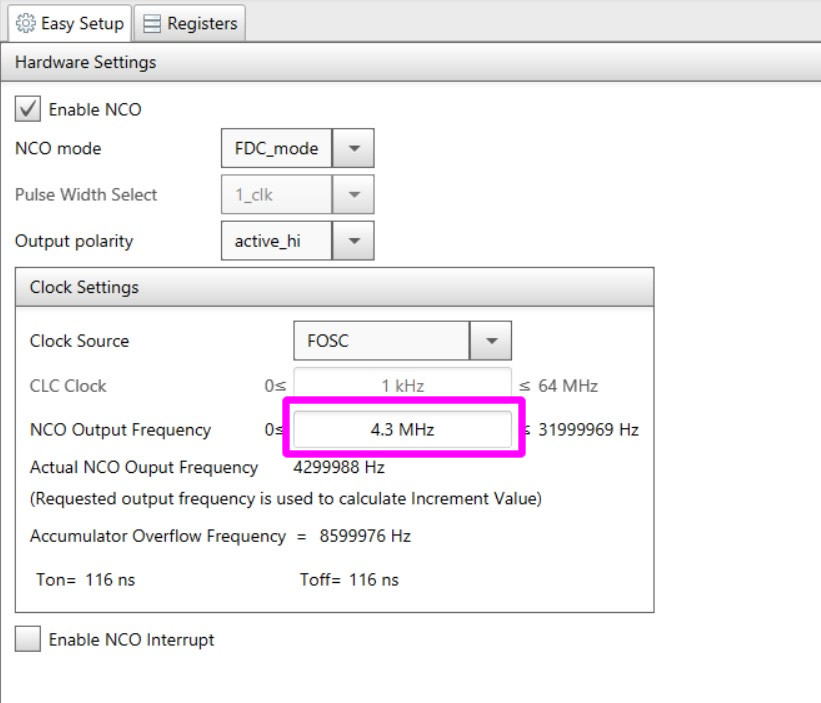 Easy Setup Registers
Hardware Settings
Enable NCO
NCO mode FDC_mode
Pulse Width Select 1_clk
Output polarity active_hi
Clock Settings
Clock Source FOSC
CLC Clock 0≤ 1 kHz ≤ 64 MHz
NCO Output Frequency 0≤ 4.3 MHz ≤ 31999969 Hz
Actual NCO Ouput Frequency 4299988 Hz
(Requested output frequency is used to calculate Increment Value)
Accumulator Overflow Frequency = 8599976 Hz
Ton= 116 ns Toff= 116 ns
Enable NCO Interrupt